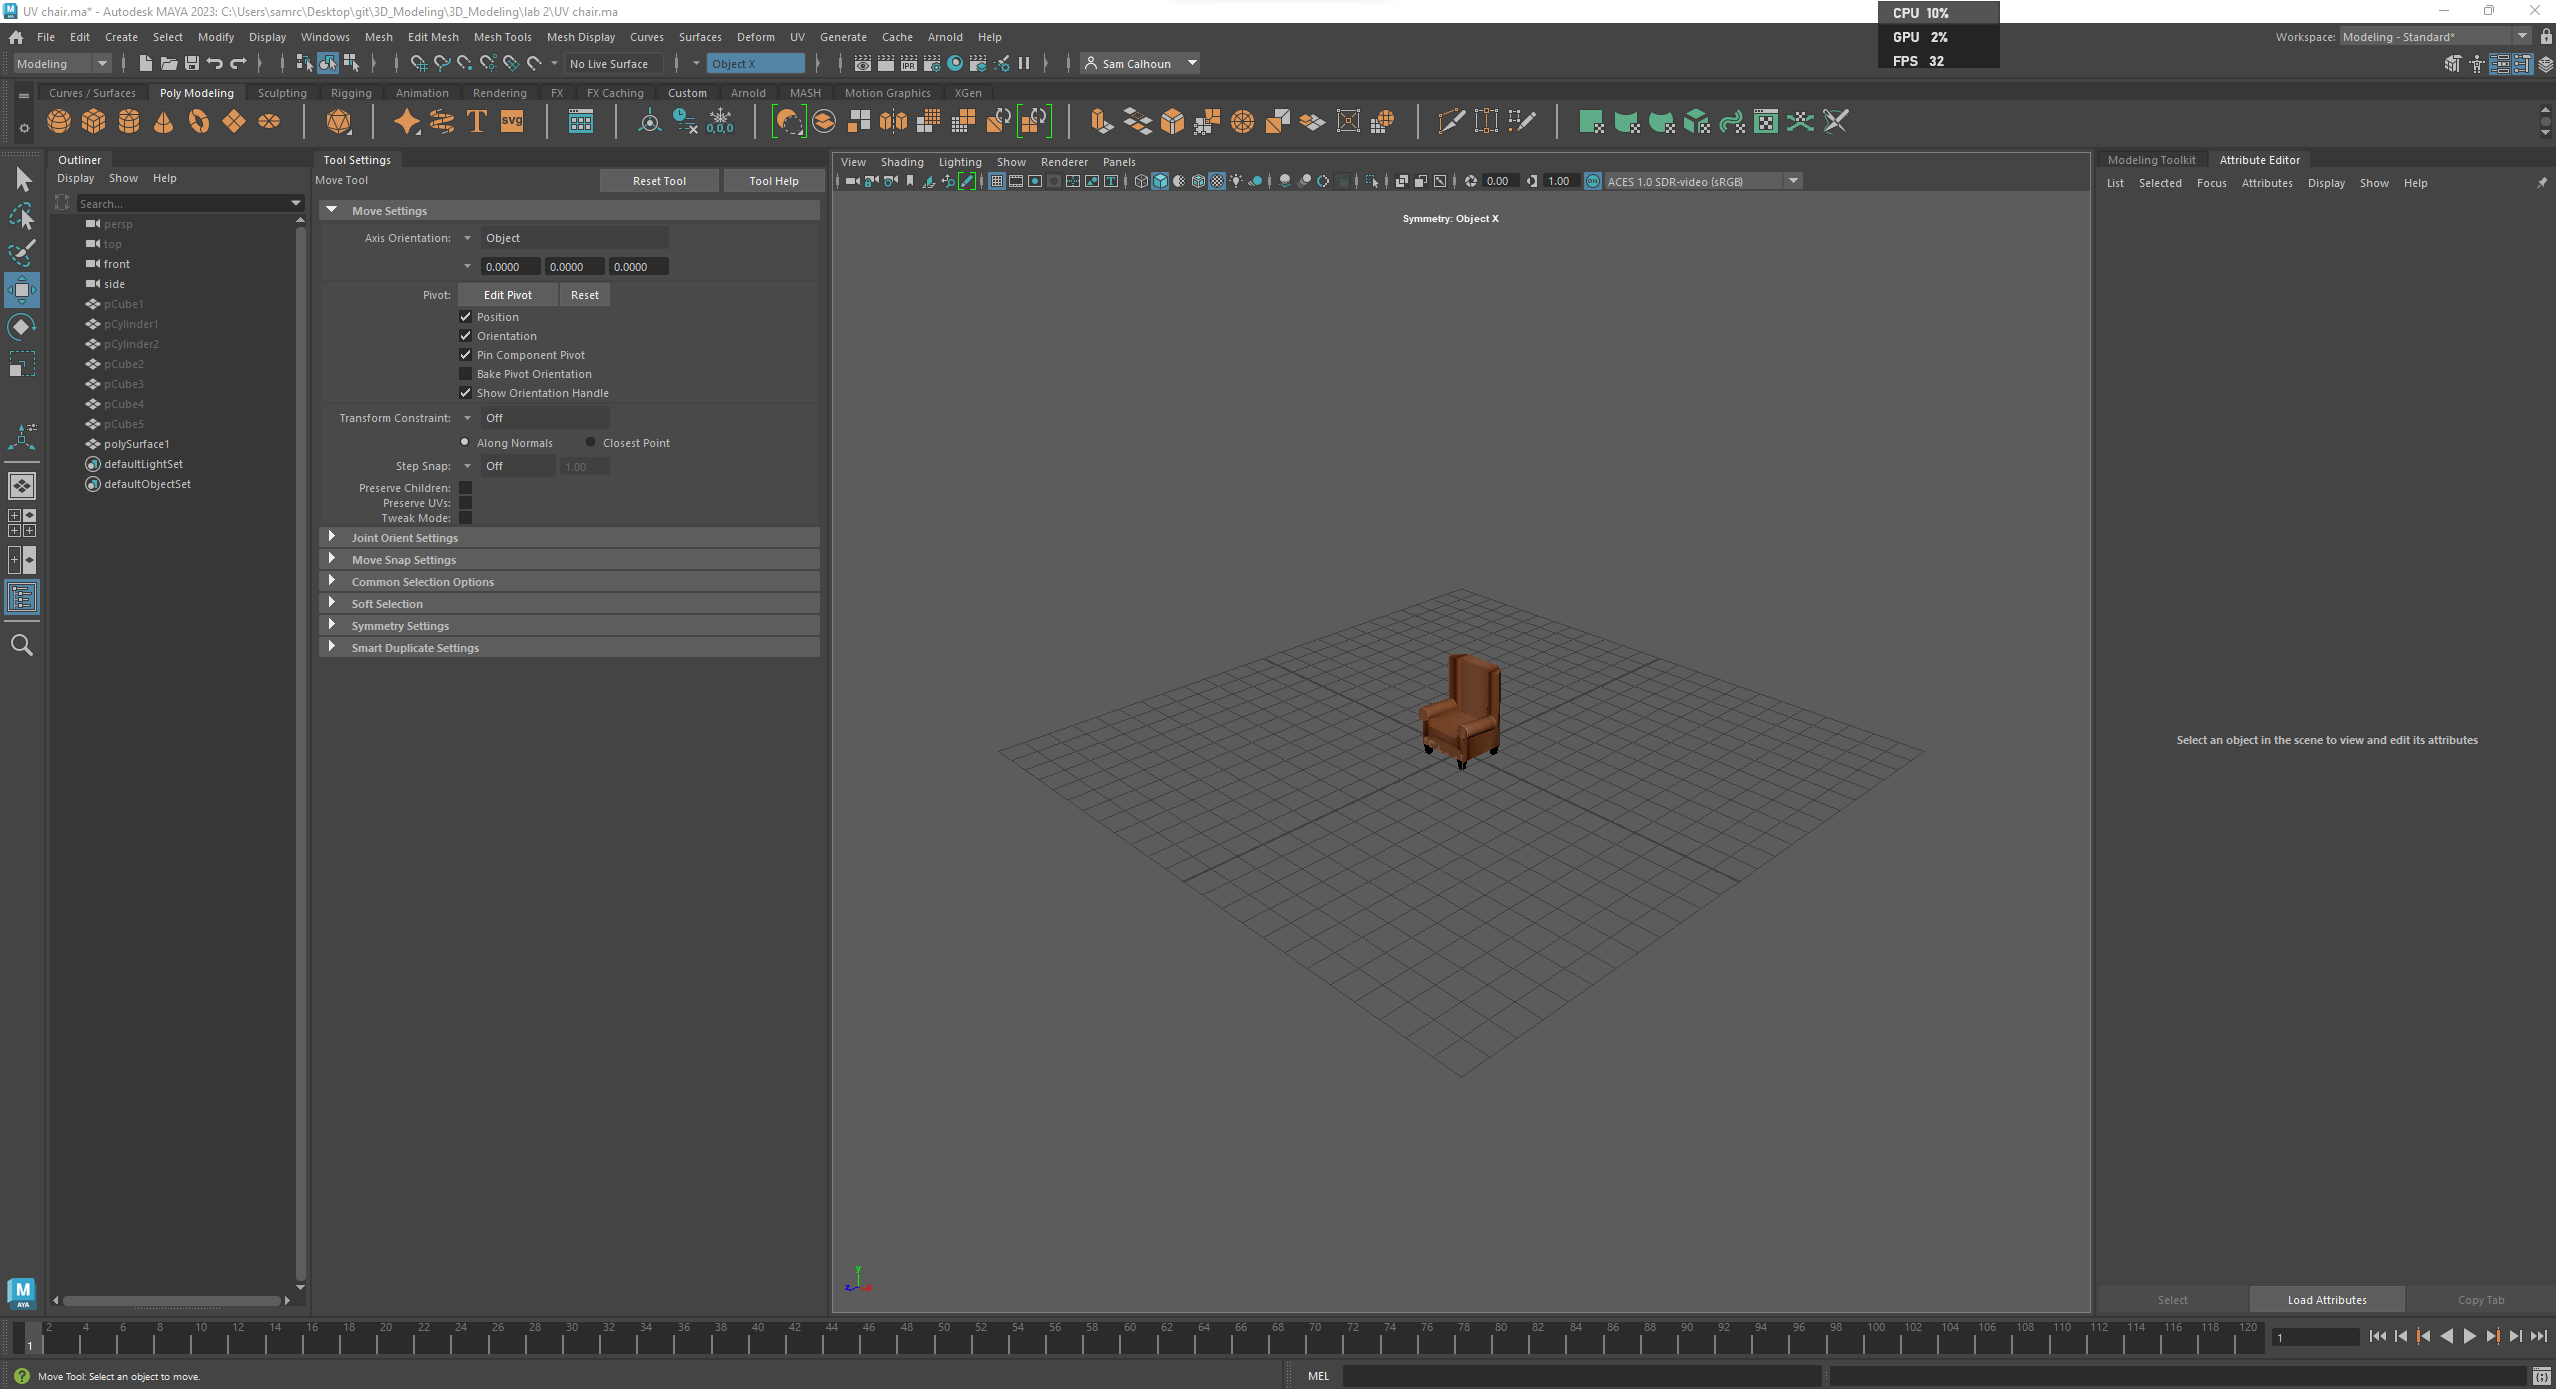 UV chair.ma* - Autodesk MAYA 2023: C:\Users\samrc\Desktop\git\3D_Modeling\3D_Modeling\lab 2\UV chair.ma
CPU 10%
GPU 2%
FPS 32
File Edit Create Select Modify Display Windows Mesh Edit Mesh Mesh Tools Mesh Display Curves Surfaces Deform UV Generate Cache Arnold Help
Workspace: Modeling - Standard*
Modeling No Live Surface Object X Sam Calhoun
Curves / Surfaces Poly Modeling Sculpting Rigging Animation Rendering FX FX Caching Custom Arnold MASH Motion Graphics XGen
T SVG 0,0,0
Outliner
Display Show Help
Search...
persp
top
front
side
pCube1
pCylinder1
pCylinder2
pCube2
pCube3
pCube4
pCube5
polySurface1
defaultLightSet
defaultObjectSet
Tool Settings
Move Tool Reset Tool Tool Help
Move Settings
Axis Orientation: Object
0.0000 0.0000 0.0000
Pivot: Edit Pivot Reset
Position
Orientation
Pin Component Pivot
Bake Pivot Orientation
Show Orientation Handle
Transform Constraint: Off
Along Normals Closest Point
Step Snap: Off 1.00
Preserve Children:
Preserve UVs:
Tweak Mode:
Joint Orient Settings
Move Snap Settings
Common Selection Options
Soft Selection
Symmetry Settings
Smart Duplicate Settings
View Shading Lighting Show Renderer Panels
0.00 1.00 ACES 1.0 SDR-video (sRGB)
Symmetry: Object X
y
z x
Modeling Toolkit Attribute Editor
List Selected Focus Attributes Display Show Help
Select an object in the scene to view and edit its attributes
Select Load Attributes Copy Tab
M
AYA
2 4 6 8 10 12 14 16 18 20 22 24 26 28 30 32 34 36 38 40 42 44 46 48 50 52 54 56 58 60 62 64 66 68 70 72 74 76 78 80 82 84 86 88 90 92 94 96 98 100 102 104 106 108 110 112 114 116 118 120
1 1
Move Tool: Select an object to move.
MEL